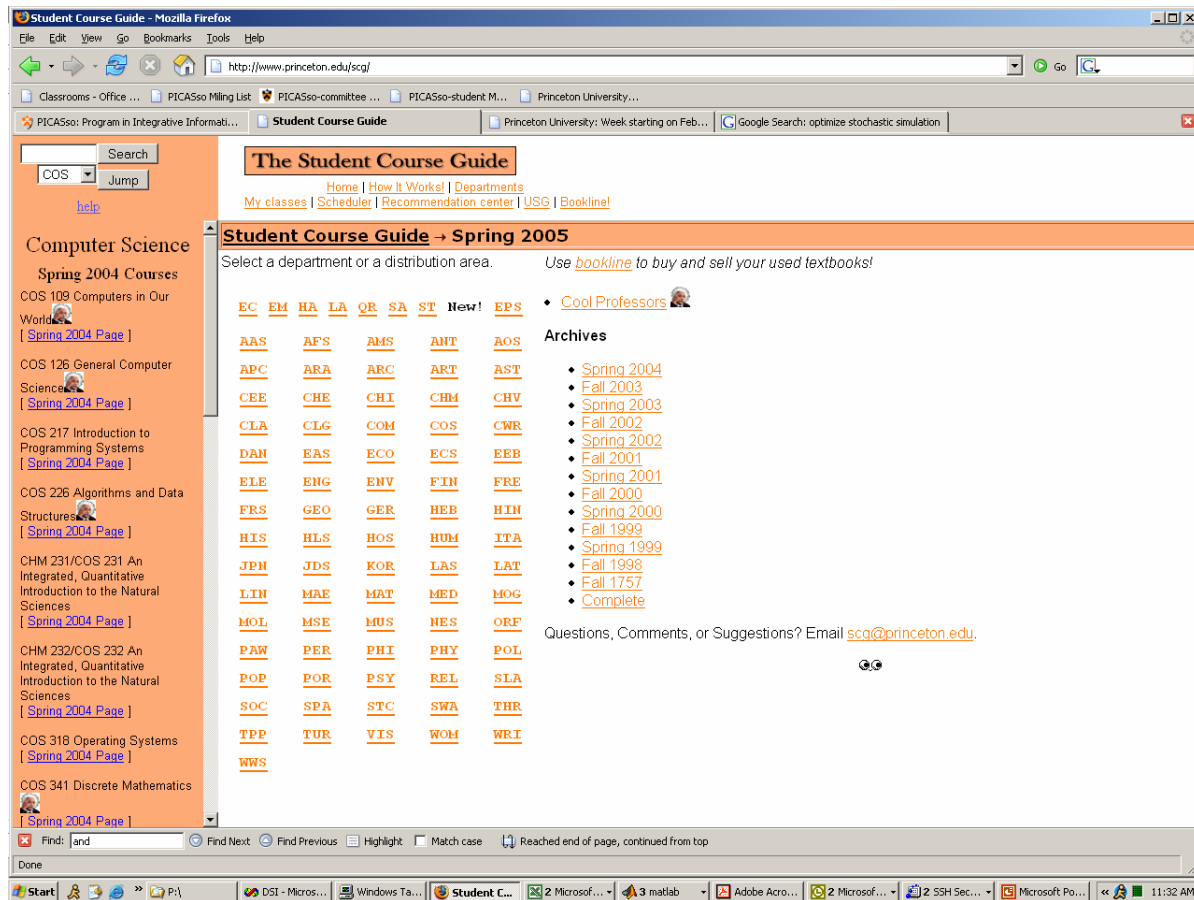 Student Course Guide - Mozilla Firefox
File Edit View Go Bookmarks Tools Help
http://www.princeton.edu/scg/ Go
Classrooms - Office ... PICASso Miling List PICASso-committee ... PICASso-student M... Princeton University...
PICASso: Program in Integrative Informati... Student Course Guide Princeton University: Week starting on Feb... Google Search: optimize stochastic simulation
Search
COS Jump
help
Computer Science
Spring 2004 Courses
COS 109 Computers in Our
World
[ Spring 2004 Page ]
COS 126 General Computer
Science
[ Spring 2004 Page ]
COS 217 Introduction to
Programming Systems
[ Spring 2004 Page ]
COS 226 Algorithms and Data
Structures
[ Spring 2004 Page ]
CHM 231/COS 231 An
Integrated, Quantitative
Introduction to the Natural
Sciences
[ Spring 2004 Page ]
CHM 232/COS 232 An
Integrated, Quantitative
Introduction to the Natural
Sciences
[ Spring 2004 Page ]
COS 318 Operating Systems
[ Spring 2004 Page ]
COS 341 Discrete Mathematics
[ Spring 2004 Page ]
The Student Course Guide
Home | How It Works! | Departments
My classes | Scheduler | Recommendation center | USG | Bookline!
Student Course Guide → Spring 2005
Select a department or a distribution area.
EC EM HA LA QR SA ST New! EPS
AAS AFS AMS ANT AOS
APC ARA ARC ART AST
CEE CHE CHI CHM CHV
CLA CLG COM COS CWR
DAN EAS ECO ECS EEB
ELE ENG ENV FIN FRE
FRS GEO GER HEB HIN
HIS HLS HOS HUM ITA
JPN JDS KOR LAS LAT
LIN MAE MAT MED MOG
MOL MSE MUS NES ORF
PAW PER PHI PHY POL
POP POR PSY REL SLA
SOC SPA STC SWA THR
TPP TUR VIS WOM WRI
WWS
Use bookline to buy and sell your used textbooks!
Cool Professors
Archives
Spring 2004
Fall 2003
Spring 2003
Fall 2002
Spring 2002
Fall 2001
Spring 2001
Fall 2000
Spring 2000
Fall 1999
Spring 1999
Fall 1998
Fall 1757
Complete
Questions, Comments, or Suggestions? Email scg@princeton.edu.
Find: and Find Next Find Previous Highlight Match case Reached end of page, continued from top
Done
Start » P:\ DSI - Micros... Windows Ta... Student C... 2 Microsof... 3 matlab Adobe Acro... 2 Microsof... 2 SSH Sec... Microsoft Po... « 11:32 AM